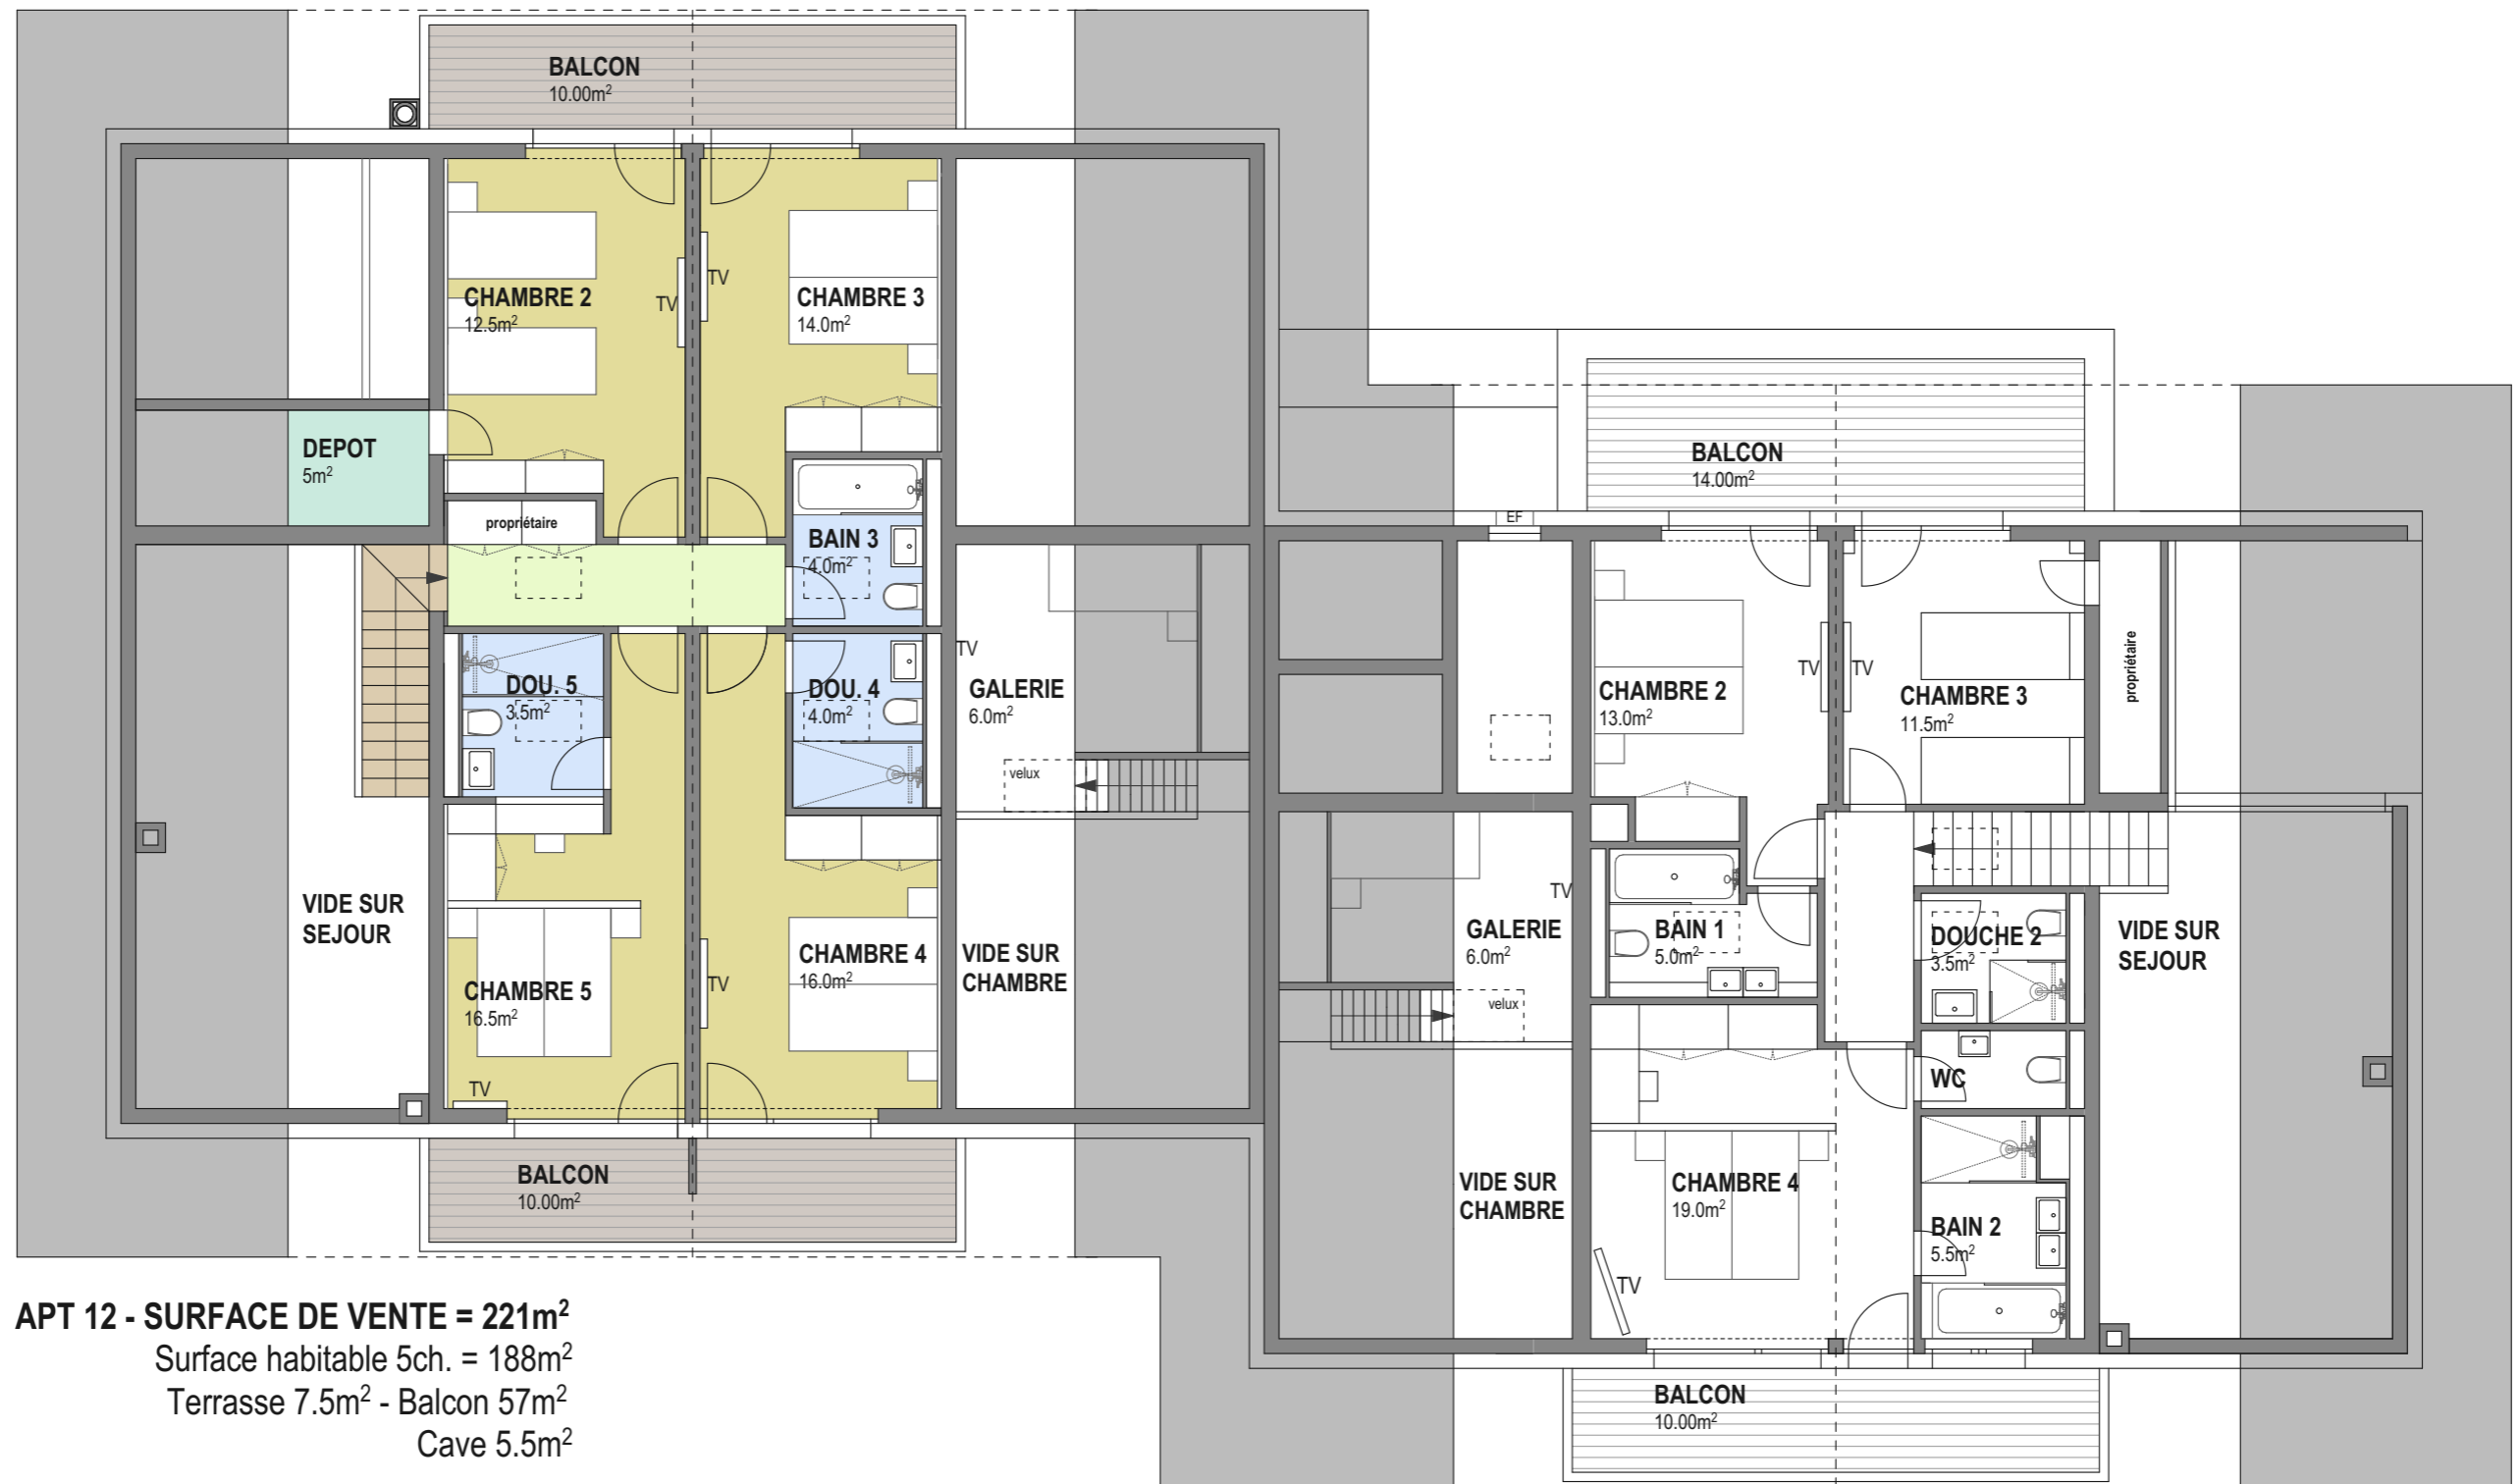 BALCON
10.00m²
CHAMBRE 2
12.5m²
TV
TV
CHAMBRE 3
14.0m²
DEPOT
5m²
propriétaire
BAIN 3
4.0m²
DOU. 5
3.5m²
DOU. 4
4.0m²
TV
GALERIE
6.0m²
velux
VIDE SUR
SEJOUR
CHAMBRE 5
16.5m²
TV
TV
CHAMBRE 4
16.0m²
VIDE SUR
CHAMBRE
BALCON
10.00m²
BALCON
14.00m²
EF
CHAMBRE 2
13.0m²
TV
TV
CHAMBRE 3
11.5m²
propriétaire
TV
GALERIE
6.0m²
velux
BAIN 1
5.0m²
DOUCHE 2
3.5m²
VIDE SUR
SEJOUR
WC
VIDE SUR
CHAMBRE
CHAMBRE 4
19.0m²
TV
BAIN 2
5.5m²
BALCON
10.00m²
APT 12 - SURFACE DE VENTE = 221m²
Surface habitable 5ch. = 188m²
Terrasse 7.5m² - Balcon 57m²
Cave 5.5m²